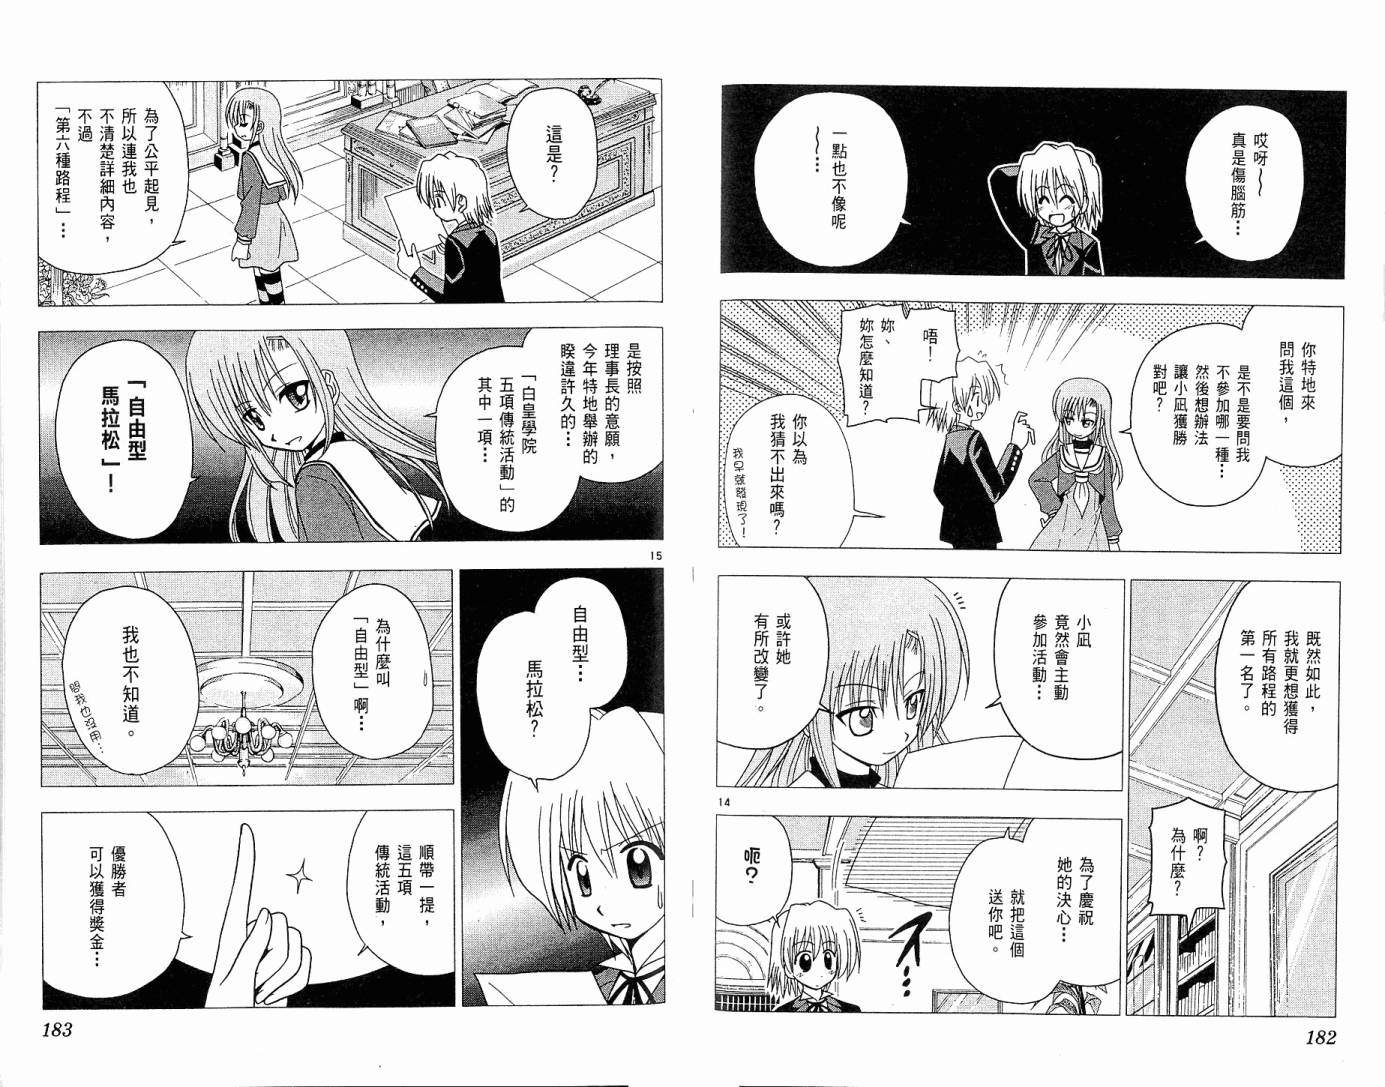 哎呀～
真是傷腦筋…
一點也不像呢
～…
你特地來
問我這個，
是不是要問我
不參加哪一種…
然後想辦法
讓小凪獲勝
對吧？
唔！
妳、
妳怎麼知道？
你以為
我猜不出來嗎？
我早就發現了！
既然如此，
我就更想獲得
所有路程的
第一名了。
啊？
為什麼？
小凪
竟然會主動
參加活動…
或許她
有所改變了。
14
為了慶祝
她的決心…
就把這個
送你吧。
呃？
182
這是？
為了公平起見，
所以連我也
不清楚詳細內容，
不過
「第六種路程」…
是按照
理事長的意願，
今年特地舉辦的
睽違許久的…
「白皇學院
五項傳統活動」的
其中一項…
「自由型
馬拉松」！
15
自由型…
馬拉松？
為什麼叫
「自由型」啊…
我也不知道。
問我也沒用…
順帶一提，
這五項
傳統活動，
優勝者
可以獲得獎金…
183